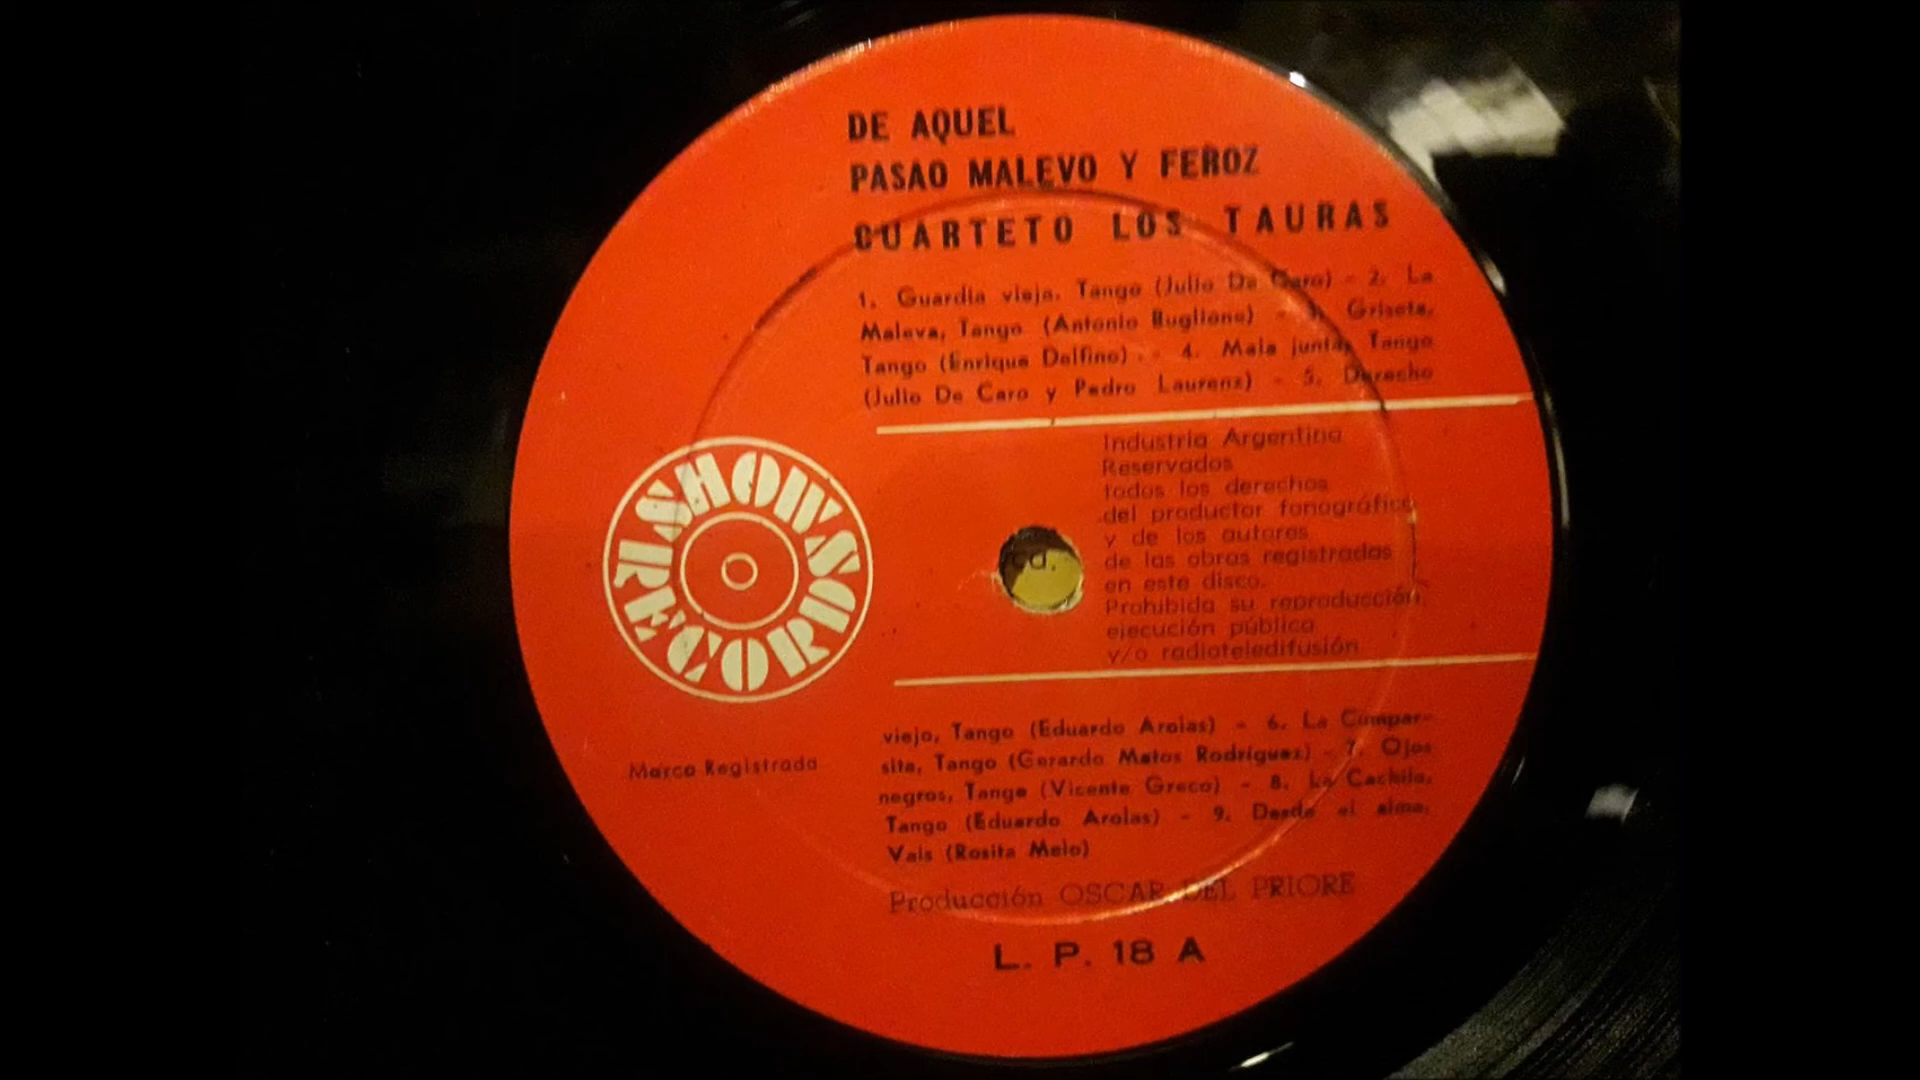 DE AQUEL
PASAO MALEVO Y FEROZ
CUARTETO LOS TAURAS
1. Guardia vieja. Tango (Julio De Caro) - 2. La
Maleva, Tango (Antonio Buglione) - 3. Griseta,
Tango (Enrique Delfino) - 4. Mala junta, Tango
(Julio De Caro y Pedro Laurenz) - 5. Derecho
Industria Argentina
Reservados
todos los derechos
del productor fonográfico
y de los autores
de las obras registradas
en este disco.
Prohibida su reproducción
ejecución pública
y/o radioteledifusión
SHOWS RECORDS
cd.
Marca Registrada
viejo, Tango (Eduardo Arolas) - 6. La Cumpar-
sita, Tango (Gerardo Matos Rodríguez) - 7. Ojos
negros, Tango (Vicente Greco) - 8. La Cachila,
Tango (Eduardo Arolas) - 9. Desde el alma.
Vals (Rosita Melo)
Producción OSCAR DEL PRIORE
L. P. 18 A